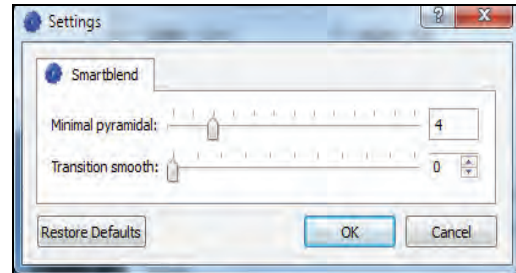 Settings
Smartblend
Minimal pyramidal: 4
Transition smooth: 0
Restore Defaults OK Cancel